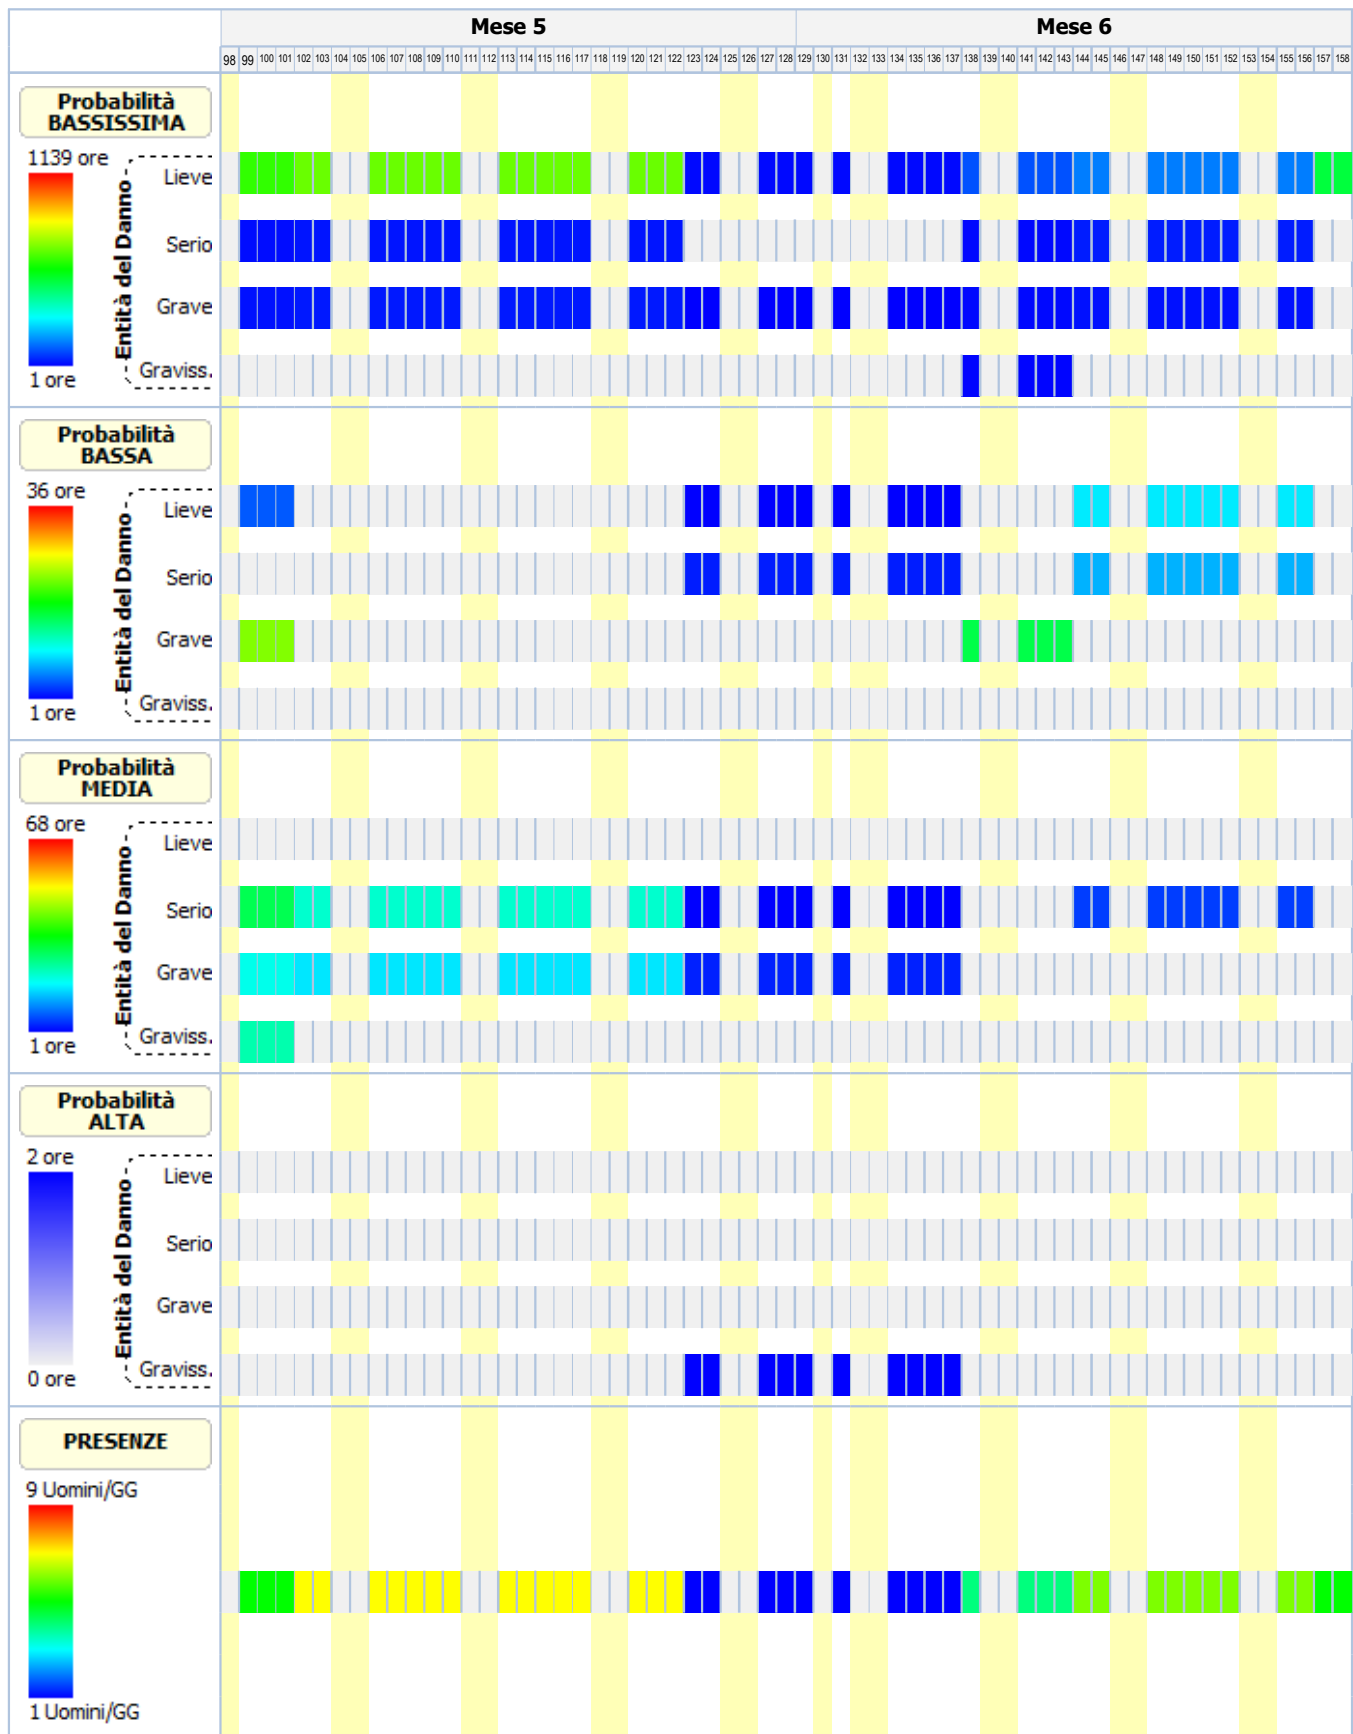 Mese 5 Mese 6
98 99 100 101 102 103 104 105 106 107 108 109 110 111 112 113 114 115 116 117 118 119 120 121 122 123 124 125 126 127 128 129 130 131 132 133 134 135 136 137 138 139 140 141 142 143 144 145 146 147 148 149 150 151 152 153 154 155 156 157 158
Probabilità
BASSISSIMA
1139 ore
Entità del Danno
Lieve
Serio
Grave
Graviss.
1 ore
Probabilità
BASSA
36 ore
Entità del Danno
Lieve
Serio
Grave
Graviss.
1 ore
Probabilità
MEDIA
68 ore
Entità del Danno
Lieve
Serio
Grave
Graviss.
1 ore
Probabilità
ALTA
2 ore
Entità del Danno
Lieve
Serio
Grave
Graviss.
0 ore
PRESENZE
9 Uomini/GG
1 Uomini/GG